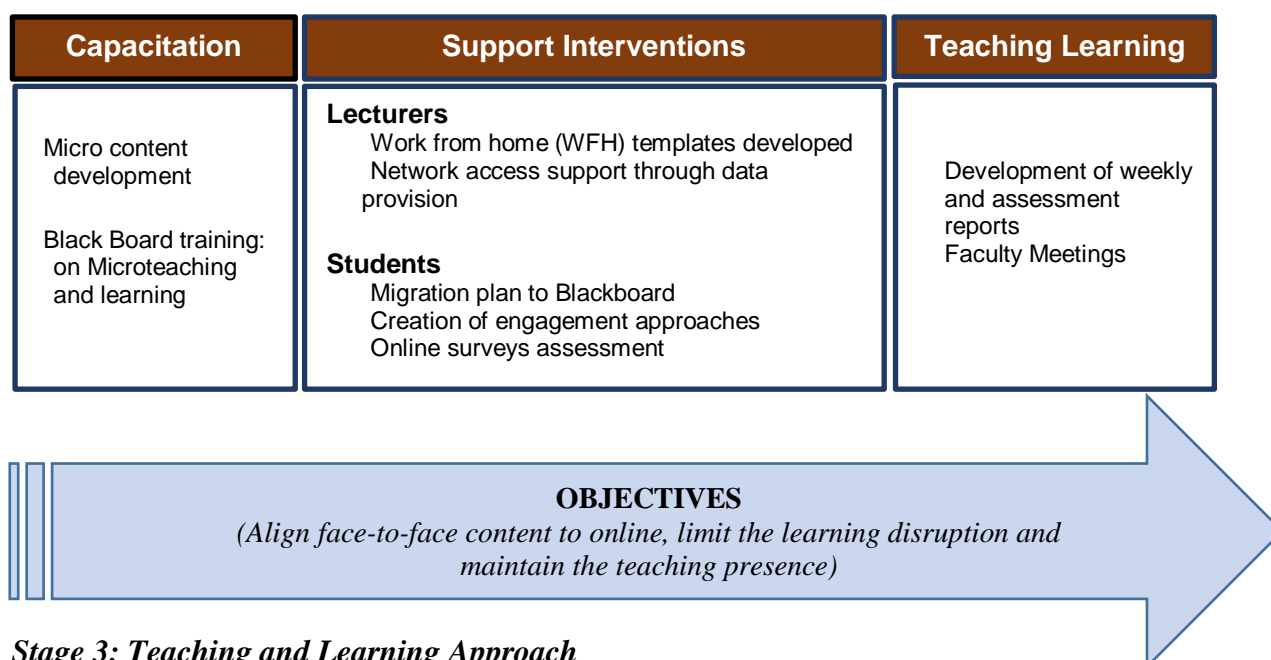 Capacitation
Micro content
development
Black Board training:
on Microteaching
and learning
Support Interventions
Lecturers
Work from home (WFH) templates developed
Network access support through data
provision
Students
Migration plan to Blackboard
Creation of engagement approaches
Online surveys assessment
Teaching Learning
Development of weekly
and assessment
reports
Faculty Meetings
OBJECTIVES
(Align face-to-face content to online, limit the learning disruption and
maintain the teaching presence)
Stage 3: Teaching and Learning Approach